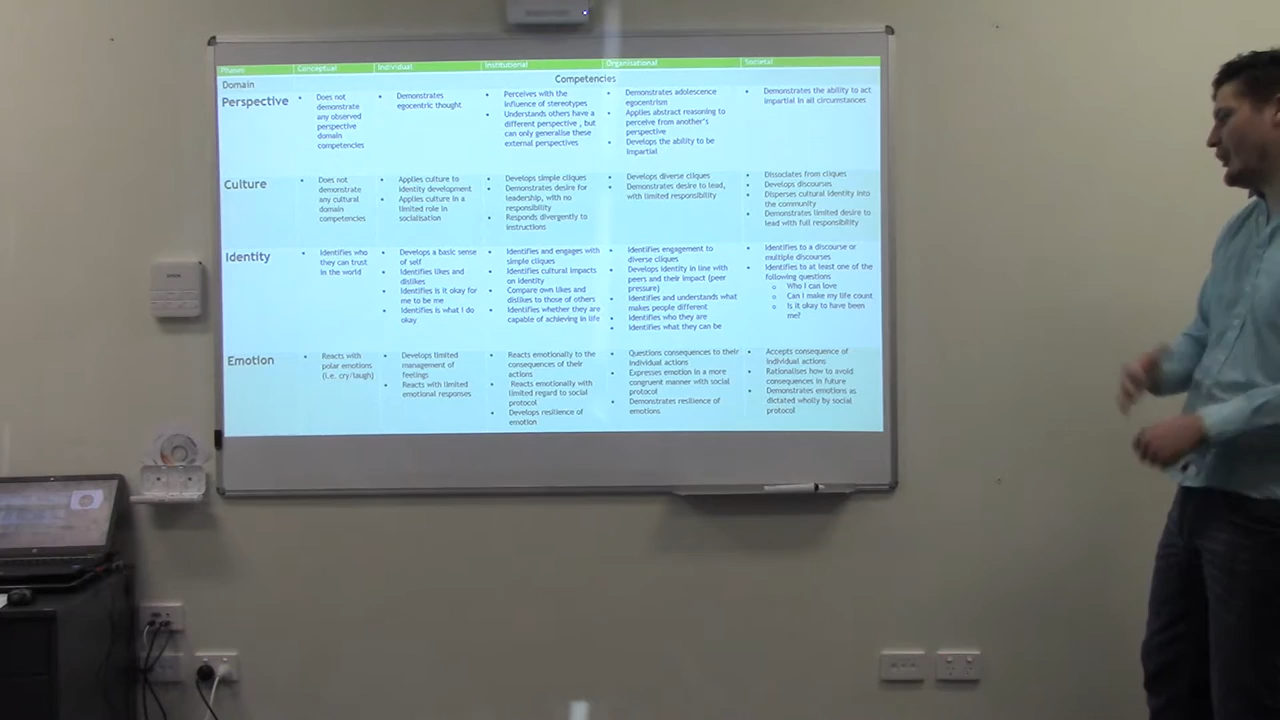 Phases Conceptual Individual Institutional Organisational Societal
Domain Competencies
Perspective
• Does not
demonstrate
any observed
perspective
domain
competencies
• Demonstrates
egocentric thought
• Perceives with the
influence of stereotypes
• Understands others have a
different perspective , but
can only generalise these
external perspectives
• Demonstrates adolescence
egocentrism
• Applies abstract reasoning to
perceive from another's
perspective
• Develops the ability to be
impartial
• Demonstrates the ability to act
impartial in all circumstances
Culture
• Does not
demonstrate
any cultural
domain
competencies
• Applies culture to
identity development
• Applies culture in a
limited role in
socialisation
• Develops simple cliques
• Demonstrates desire for
leadership, with no
responsibility
• Responds divergently to
instructions
• Develops diverse cliques
• Demonstrates desire to lead,
with limited responsibility
• Dissociates from cliques
• Develops discourses
• Disperses cultural identity into
the community
• Demonstrates limited desire to
lead with full responsibility
Identity
• Identifies who
they can trust
in the world
• Develops a basic sense
of self
• Identifies likes and
dislikes
• Identifies is it okay for
me to be me
• Identifies is what I do
okay
• Identifies and engages with
simple cliques
• Identifies cultural impacts
on identity
• Compare own likes and
dislikes to those of others
• Identifies whether they are
capable of achieving in life
• Identifies engagement to
diverse cliques
• Develops identity in line with
peers and their impact (peer
pressure)
• Identifies and understands what
makes people different
• Identifies who they are
• Identifies what they can be
• Identifies to a discourse or
multiple discourses
• Identifies to at least one of the
following questions
o Who I can love
o Can I make my life count
o Is it okay to have been
me?
Emotion
• Reacts with
polar emotions
(i.e. cry/laugh)
• Develops limited
management of
feelings
• Reacts with limited
emotional responses
• Reacts emotionally to the
consequences of their
actions
• Reacts emotionally with
limited regard to social
protocol
• Develops resilience of
emotion
• Questions consequences to their
individual actions
• Expresses emotion in a more
congruent manner with social
protocol
• Demonstrates resilience of
emotions
• Accepts consequence of
individual actions
• Rationalises how to avoid
consequences in future
• Demonstrates emotions as
dictated wholly by social
protocol